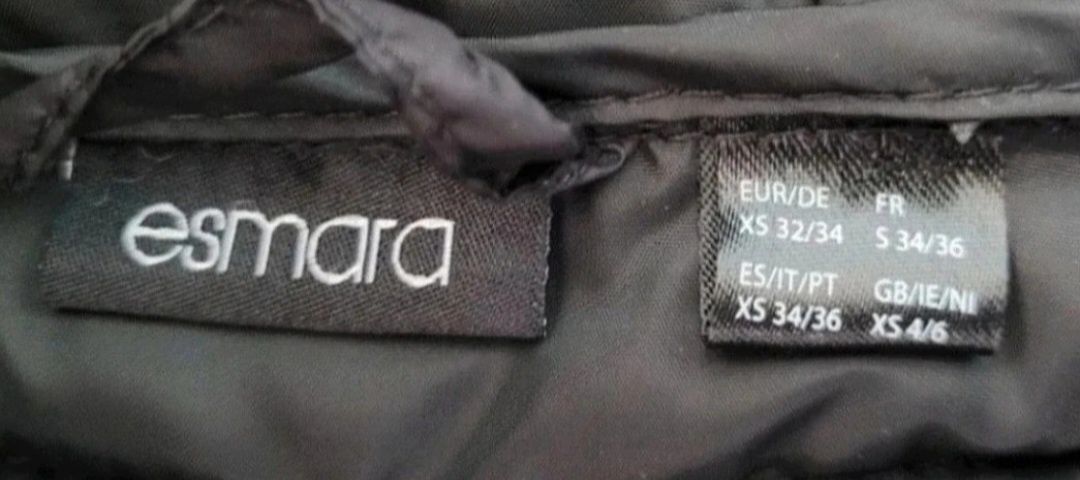 esmara
EUR/DE FR
XS 32/34 S 34/36
ES/IT/PT GB/IE/NI
XS 34/36 XS 4/6